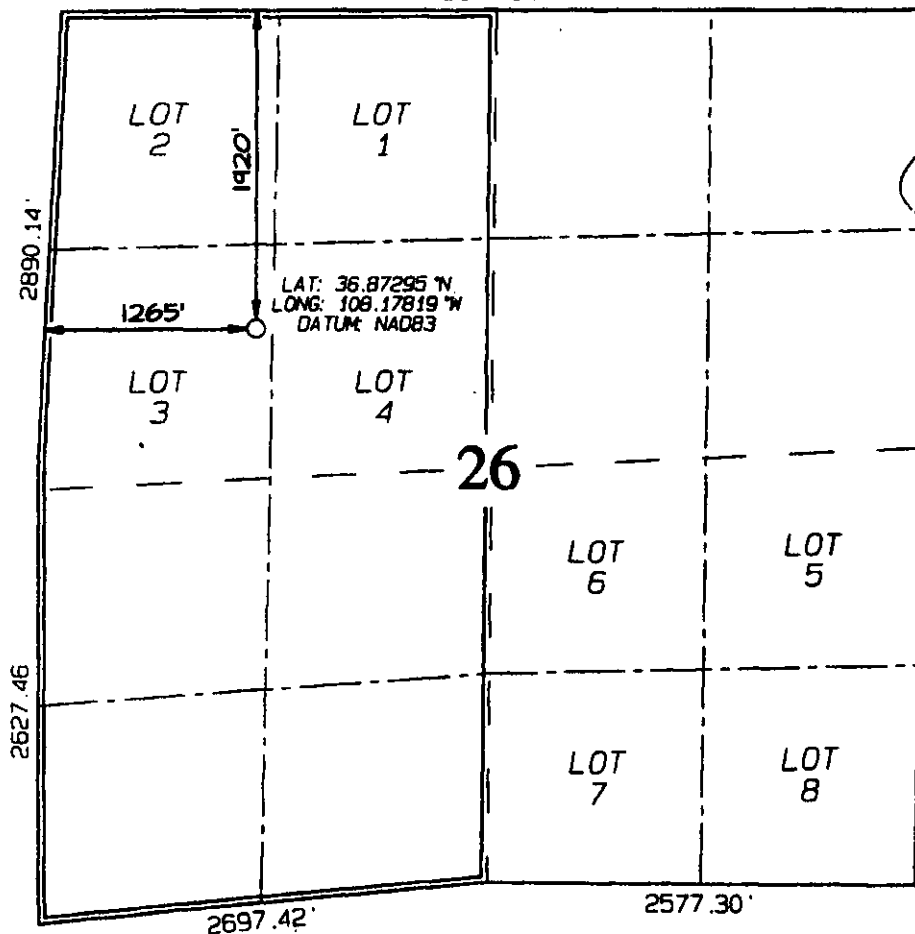 LOT
2
LOT
1
1920'
2890.14'
LAT: 36.87295 °N
LONG: 108.17819 °W
DATUM: NAD83
1265'
LOT
3
LOT
4
26
LOT
6
LOT
5
2627.46
LOT
7
LOT
8
2697.42'
2577.30'